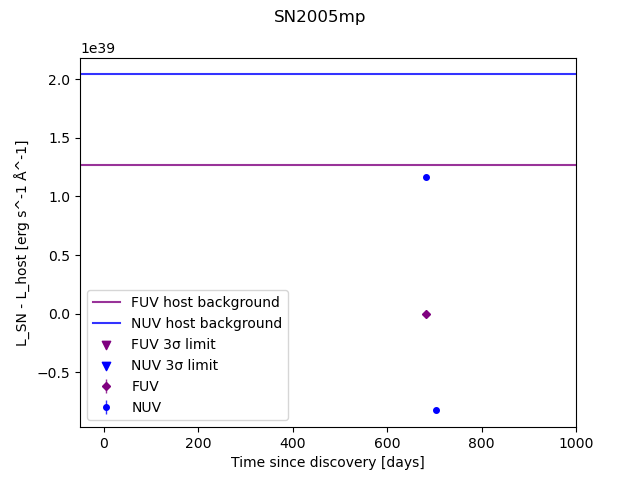 SN2005mp
1e39
2.0
1.5
1.0
0.5
0.0
−0.5
L_SN - L_host [erg s^-1 Å^-1]
FUV host background
NUV host background
FUV 3σ limit
NUV 3σ limit
FUV
NUV
0 200 400 600 800 1000
Time since discovery [days]